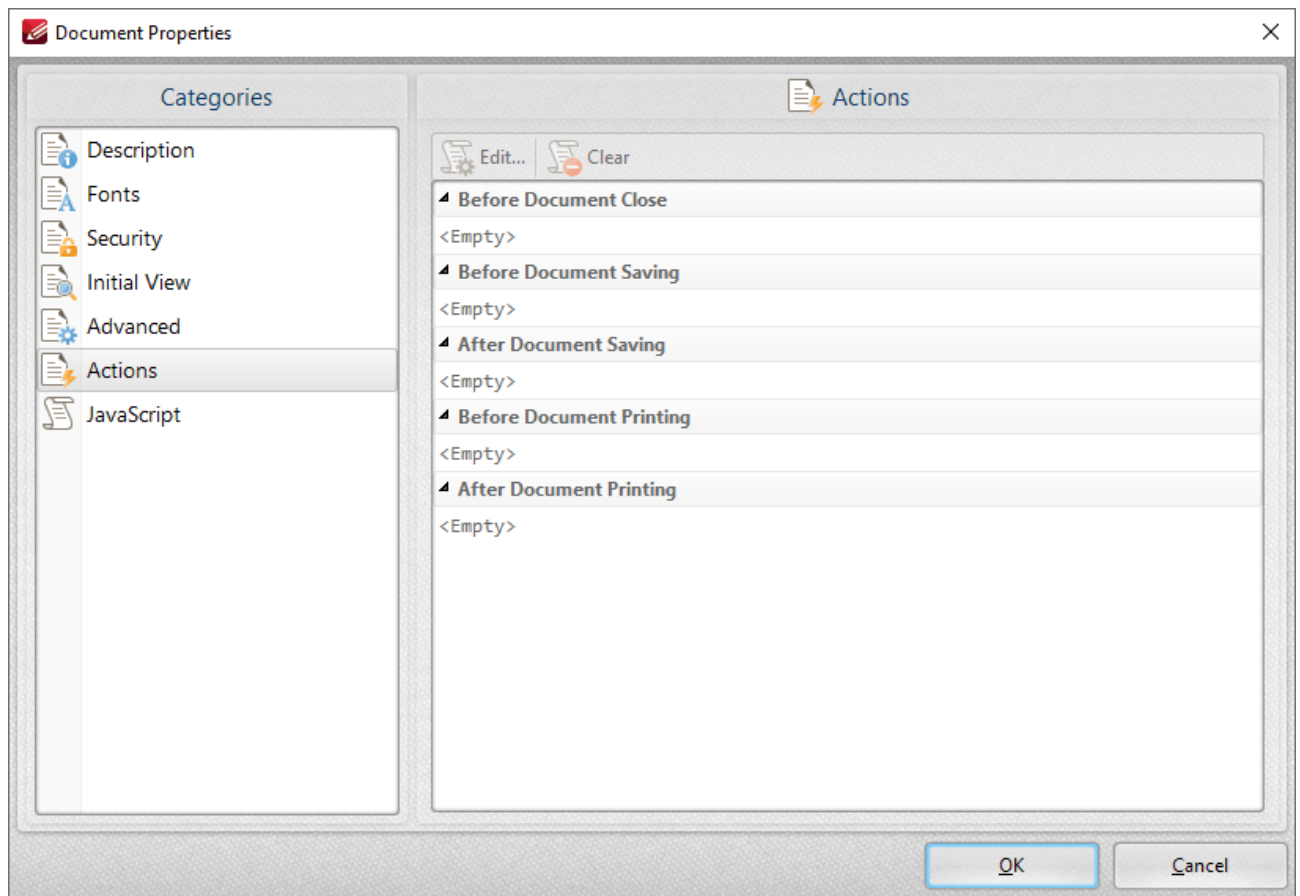 Document Properties
Categories
Description
Fonts
Security
Initial View
Advanced
Actions
JavaScript
Actions
Edit... Clear
Before Document Close
<Empty>
Before Document Saving
<Empty>
After Document Saving
<Empty>
Before Document Printing
<Empty>
After Document Printing
<Empty>
OK Cancel